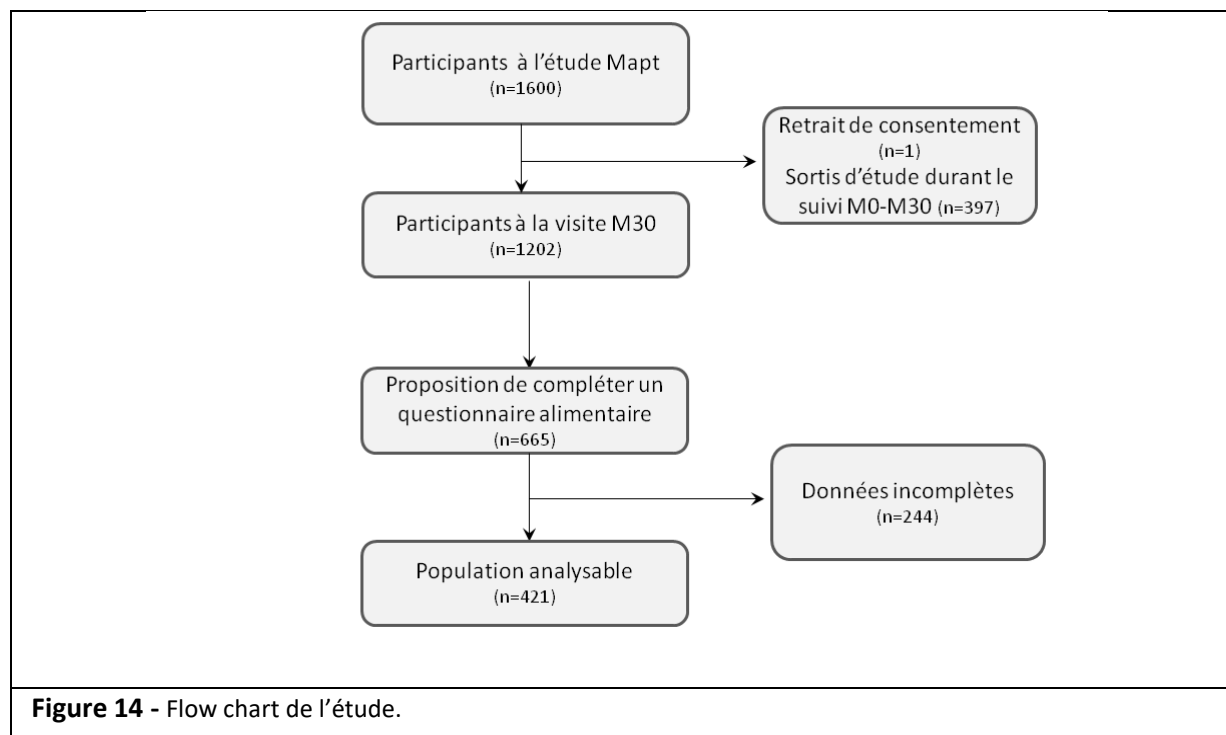 Participants à l'étude Mapt
(n=1600)
Retrait de consentement
(n=1)
Sortis d'étude durant le
suivi M0-M30 (n=397)
Participants à la visite M30
(n=1202)
Proposition de compléter un
questionnaire alimentaire
(n=665)
Données incomplètes
(n=244)
Population analysable
(n=421)
Figure 14 - Flow chart de l'étude.